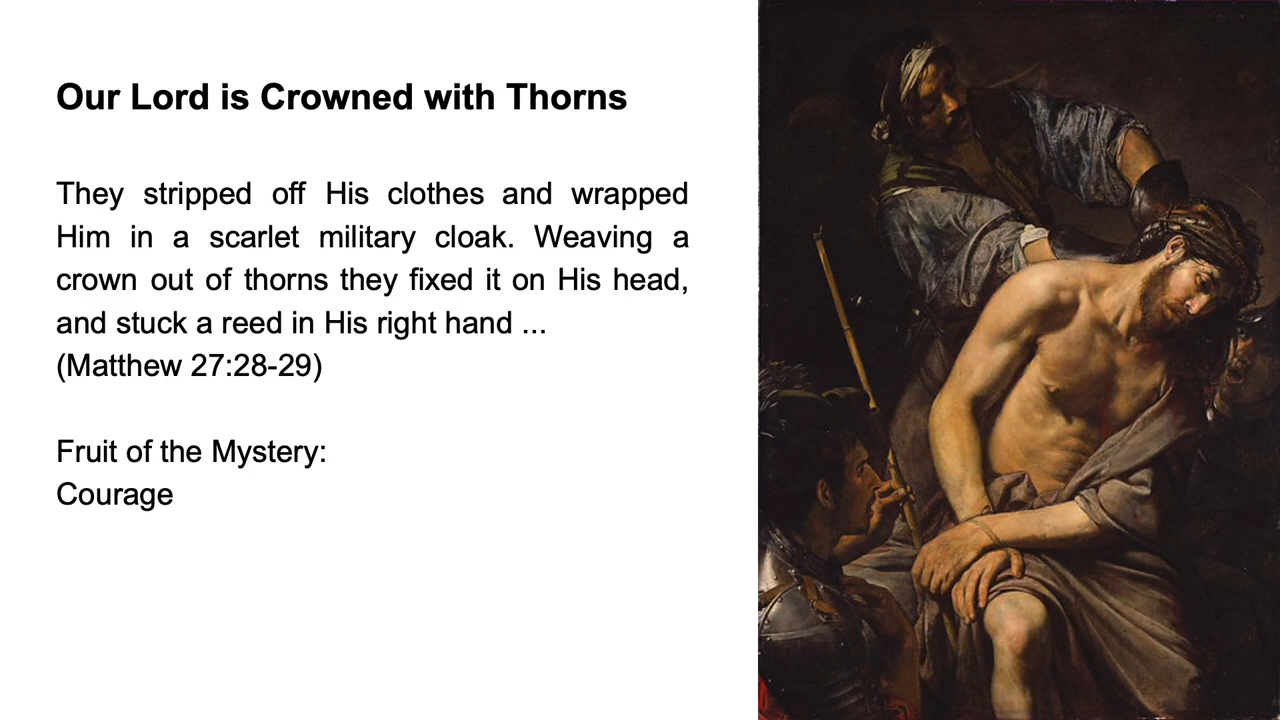 Our Lord is Crowned with Thorns
They stripped off His clothes and wrapped
Him in a scarlet military cloak. Weaving a
crown out of thorns they fixed it on His head,
and stuck a reed in His right hand ...
(Matthew 27:28-29)
Fruit of the Mystery:
Courage